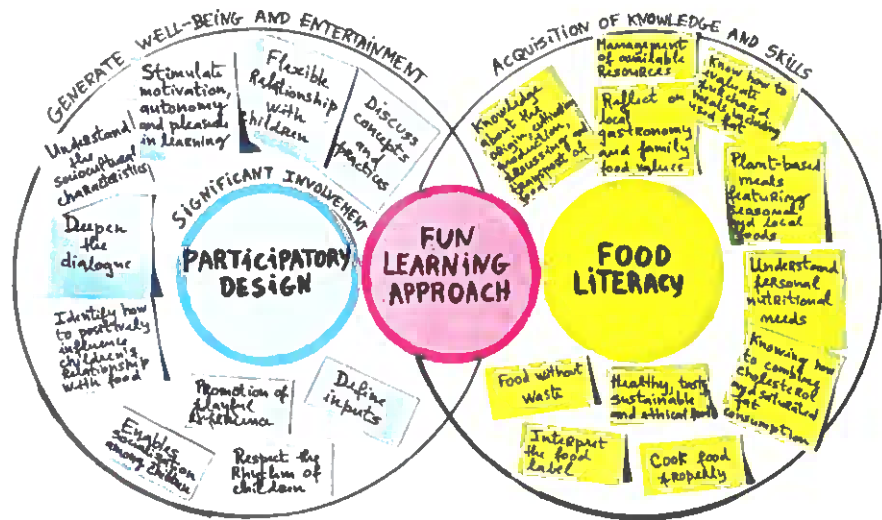 GENERATE WELL-BEING AND ENTERTAINMENT
Stimulate
motivation,
autonomy
and pleasure
in learning
Flexible
Relationship
with
children
Discuss
concepts
and
practices
Understand
the
sociocultural
characteristics
SIGNIFICANT INVOLVEMENT
Deepen
the
dialogue
PARTICIPATORY
DESIGN
Identify how
to positively
influence
children's
relationship
with food
Promotion of
playful
Define
inputs
Enables
socialization
among children
Respect the
Rhythm of
children
FUN
LEARNING
APPROACH
ACQUISITION OF KNOWLEDGE AND SKILLS
Management
of available
Resources
Knowledge
about the
origin, cultivation,
production,
processing and
transport of
food
Reflect on
local
gastronomy
and family
food values
Know how to
evaluate
purchased
meals, including
used fat
Plant-based
meals
featuring
seasonal
and local
foods
FOOD
LITERACY
Understand
personal
nutritional
needs
Knowing how
to combine
cholesterol
and saturated
fat
consumption
Food without
waste
Healthy, tasty,
sustainable
and ethical food
Interpret
the food
label
Cook food
properly